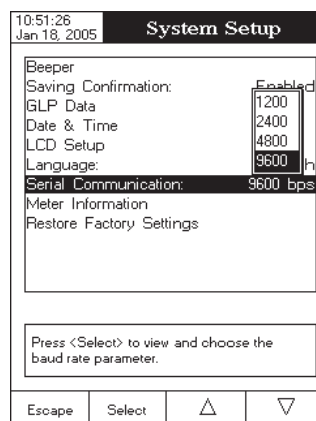 10:51:26
Jan 18, 2005
System Setup
Beeper
Saving Confirmation: Enabled
GLP Data
Date & Time
LCD Setup
Language: h
Serial Communication: 9600 bps
Meter Information
Restore Factory Settings
1200
2400
4800
9600
Press <Select> to view and choose the
baud rate parameter.
Escape Select △ ▽